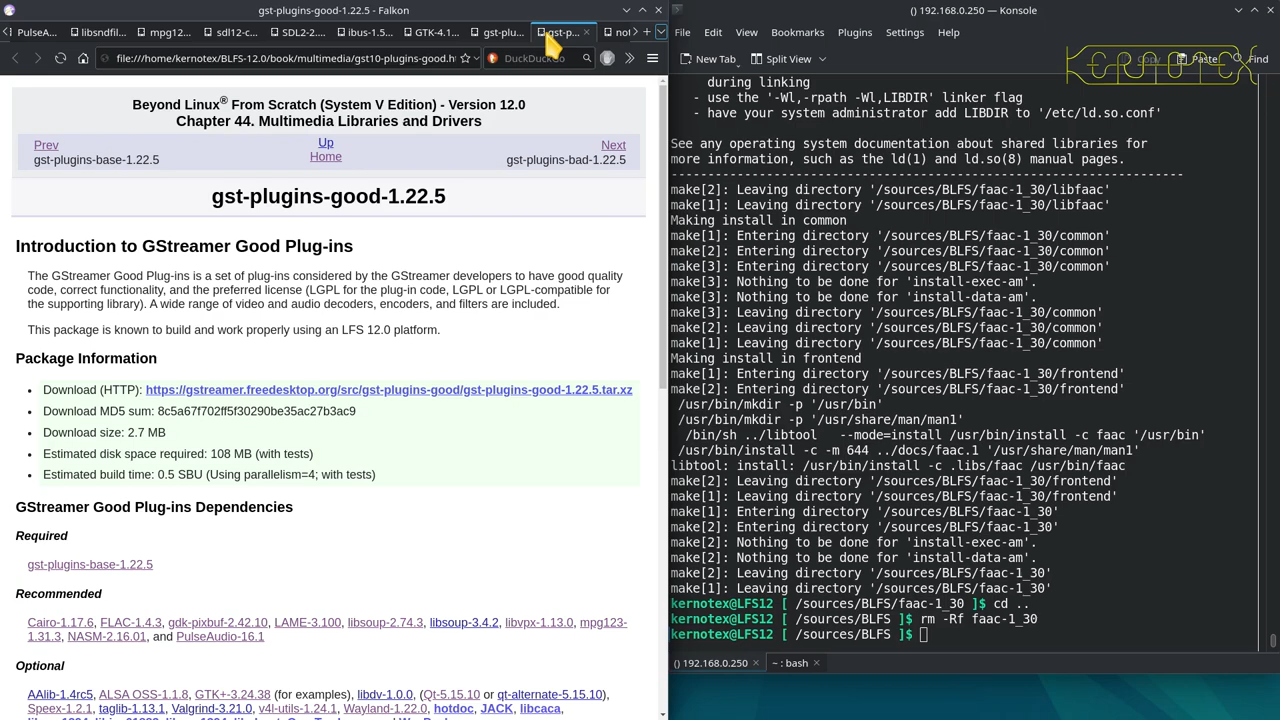 gst-plugins-good-1.22.5 - Falkon
PulseA...
libsndfil...
mpg12...
sdl12-c...
SDL2-2....
ibus-1.5...
GTK-4.1...
gst-plu...
gst-p...
file:///home/kernotex/BLFS-12.0/book/multimedia/gst10-plugins-good.h
DuckDuckGo
Beyond Linux® From Scratch (System V Edition) - Version 12.0
Chapter 44. Multimedia Libraries and Drivers
Prev
Up
Next
gst-plugins-base-1.22.5
Home
gst-plugins-bad-1.22.5
gst-plugins-good-1.22.5
Introduction to GStreamer Good Plug-ins
The GStreamer Good Plug-ins is a set of plug-ins considered by the GStreamer developers to have good quality
code, correct functionality, and the preferred license (LGPL for the plug-in code, LGPL or LGPL-compatible for
the supporting library). A wide range of video and audio decoders, encoders, and filters are included.
This package is known to build and work properly using an LFS 12.0 platform.
Package Information
Download (HTTP): https://gstreamer.freedesktop.org/src/gst-plugins-good/gst-plugins-good-1.22.5.tar.xz
Download MD5 sum: 8c5a67f702ff5f30290be35ac27b3ac9
Download size: 2.7 MB
Estimated disk space required: 108 MB (with tests)
Estimated build time: 0.5 SBU (Using parallelism=4; with tests)
GStreamer Good Plug-ins Dependencies
Required
gst-plugins-base-1.22.5
Recommended
Cairo-1.17.6, FLAC-1.4.3, gdk-pixbuf-2.42.10, LAME-3.100, libsoup-2.74.3, libsoup-3.4.2, libvpx-1.13.0, mpg123-
1.31.3, NASM-2.16.01, and PulseAudio-16.1
Optional
AAlib-1.4rc5, ALSA OSS-1.1.8, GTK+-3.24.38 (for examples), libdv-1.0.0, (Qt-5.15.10 or qt-alternate-5.15.10),
Speex-1.2.1, taglib-1.13.1, Valgrind-3.21.0, v4l-utils-1.24.1, Wayland-1.22.0, hotdoc, JACK, libcaca,
() 192.168.0.250 — Konsole
File Edit View Bookmarks Plugins Settings Help
New Tab
Split View
Copy
Paste
Find
KERNOTEX
during linking
- use the '-Wl,-rpath -Wl,LIBDIR' linker flag
- have your system administrator add LIBDIR to '/etc/ld.so.conf'
See any operating system documentation about shared libraries for
more information, such as the ld(1) and ld.so(8) manual pages.
----------------------------------------------------------------------
make[2]: Leaving directory '/sources/BLFS/faac-1_30/libfaac'
make[1]: Leaving directory '/sources/BLFS/faac-1_30/libfaac'
Making install in common
make[1]: Entering directory '/sources/BLFS/faac-1_30/common'
make[2]: Entering directory '/sources/BLFS/faac-1_30/common'
make[3]: Entering directory '/sources/BLFS/faac-1_30/common'
make[3]: Nothing to be done for 'install-exec-am'.
make[3]: Nothing to be done for 'install-data-am'.
make[3]: Leaving directory '/sources/BLFS/faac-1_30/common'
make[2]: Leaving directory '/sources/BLFS/faac-1_30/common'
make[1]: Leaving directory '/sources/BLFS/faac-1_30/common'
Making install in frontend
make[1]: Entering directory '/sources/BLFS/faac-1_30/frontend'
make[2]: Entering directory '/sources/BLFS/faac-1_30/frontend'
/usr/bin/mkdir -p '/usr/bin'
/usr/bin/mkdir -p '/usr/share/man/man1'
/bin/sh ../libtool   --mode=install /usr/bin/install -c faac '/usr/bin'
/usr/bin/install -c -m 644 ../docs/faac.1 '/usr/share/man/man1'
libtool: install: /usr/bin/install -c .libs/faac /usr/bin/faac
make[2]: Leaving directory '/sources/BLFS/faac-1_30/frontend'
make[1]: Leaving directory '/sources/BLFS/faac-1_30/frontend'
make[1]: Entering directory '/sources/BLFS/faac-1_30'
make[2]: Entering directory '/sources/BLFS/faac-1_30'
make[2]: Nothing to be done for 'install-exec-am'.
make[2]: Nothing to be done for 'install-data-am'.
make[2]: Leaving directory '/sources/BLFS/faac-1_30'
make[1]: Leaving directory '/sources/BLFS/faac-1_30'
kernotex@LFS12 [ /sources/BLFS/faac-1_30 ]$ cd ..
kernotex@LFS12 [ /sources/BLFS ]$ rm -Rf faac-1_30
kernotex@LFS12 [ /sources/BLFS ]$
() 192.168.0.250
~ : bash